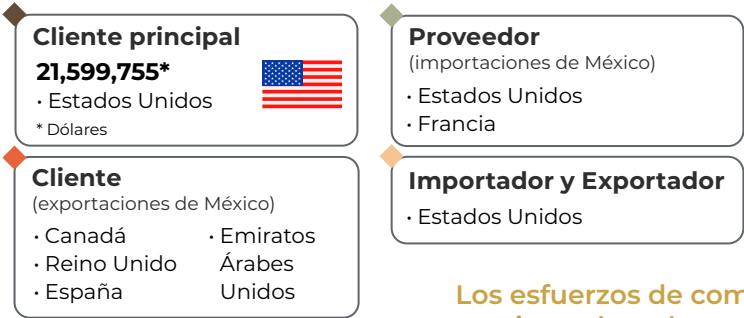 Cliente principal
21,599,755*
· Estados Unidos
* Dólares
Cliente
(exportaciones de México)
· Canadá
· Reino Unido
· España
· Emiratos
Árabes
Unidos
Proveedor
(importaciones de México)
· Estados Unidos
· Francia
Importador y Exportador
· Estados Unidos
Los esfuerzos de com